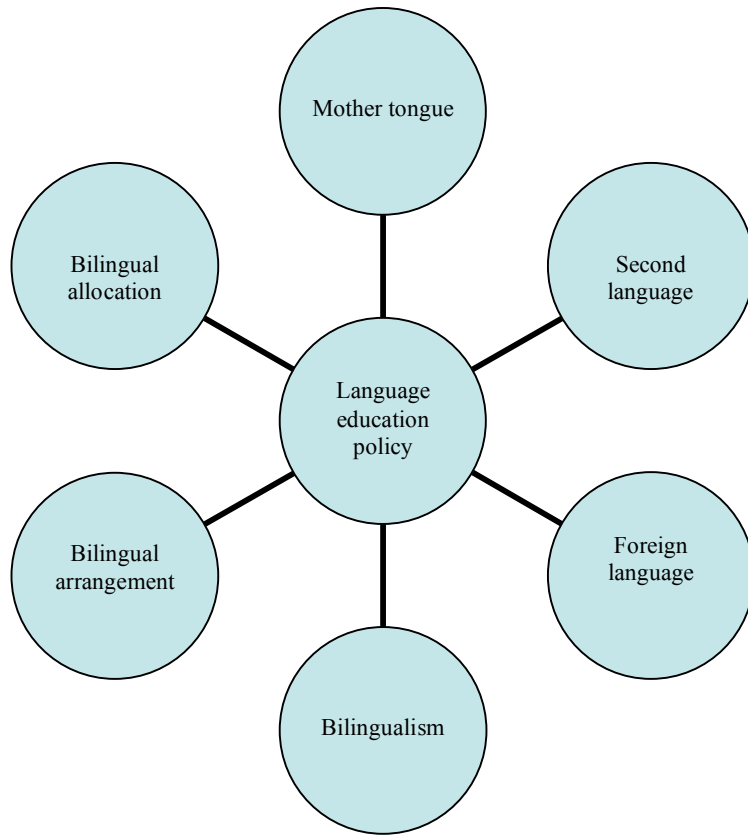 Mother tongue
Bilingual
allocation
Second
language
Language
education
policy
Bilingual
arrangement
Foreign
language
Bilingualism